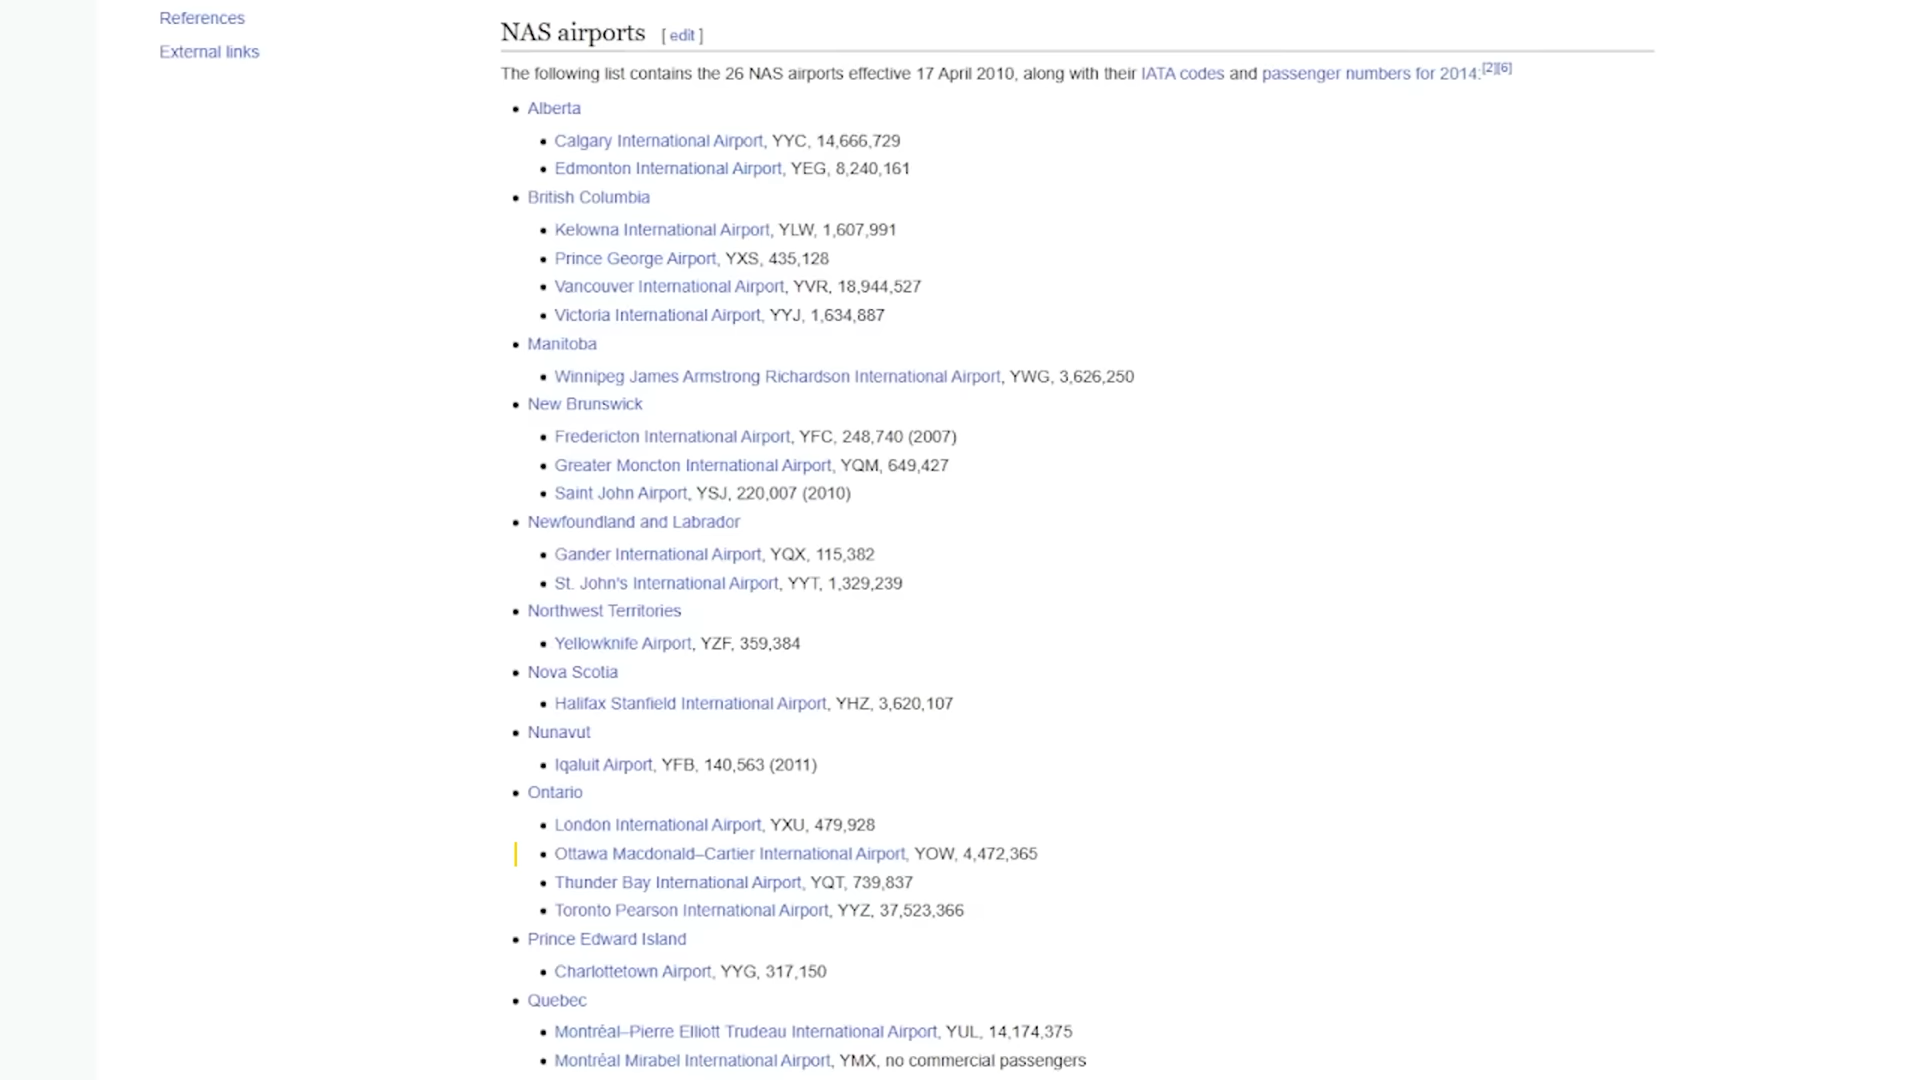 References
External links
NAS airports [ edit ]
The following list contains the 26 NAS airports effective 17 April 2010, along with their IATA codes and passenger numbers for 2014:[2][6]
Alberta
Calgary International Airport, YYC, 14,666,729
Edmonton International Airport, YEG, 8,240,161
British Columbia
Kelowna International Airport, YLW, 1,607,991
Prince George Airport, YXS, 435,128
Vancouver International Airport, YVR, 18,944,527
Victoria International Airport, YYJ, 1,634,887
Manitoba
Winnipeg James Armstrong Richardson International Airport, YWG, 3,626,250
New Brunswick
Fredericton International Airport, YFC, 248,740 (2007)
Greater Moncton International Airport, YQM, 649,427
Saint John Airport, YSJ, 220,007 (2010)
Newfoundland and Labrador
Gander International Airport, YQX, 115,382
St. John's International Airport, YYT, 1,329,239
Northwest Territories
Yellowknife Airport, YZF, 359,384
Nova Scotia
Halifax Stanfield International Airport, YHZ, 3,620,107
Nunavut
Iqaluit Airport, YFB, 140,563 (2011)
Ontario
London International Airport, YXU, 479,928
Ottawa Macdonald–Cartier International Airport, YOW, 4,472,365
Thunder Bay International Airport, YQT, 739,837
Toronto Pearson International Airport, YYZ, 37,523,366
Prince Edward Island
Charlottetown Airport, YYG, 317,150
Quebec
Montréal–Pierre Elliott Trudeau International Airport, YUL, 14,174,375
Montréal Mirabel International Airport, YMX, no commercial passengers